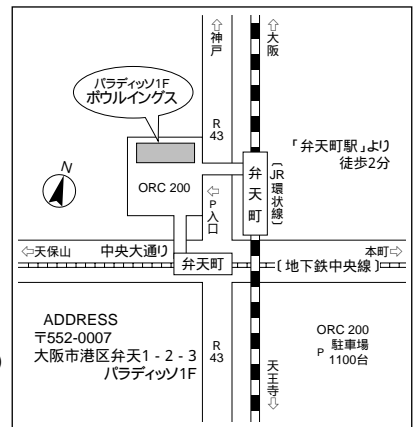 ⇧神戸
⇧大阪
パラディッソ1F
ボウルイングス
R
43
「弁天町駅」より
徒歩2分
N
ORC 200
⇦P入口
弁天町
〔JR環状線〕
⇦天保山
中央大通り
本町⇨
弁天町
〔地下鉄中央線〕
ADDRESS
〒552-0007
大阪市港区弁天1 - 2 - 3
パラディッソ1F
R
43
天王寺⇩
ORC 200
P 駐車場
1100台
)